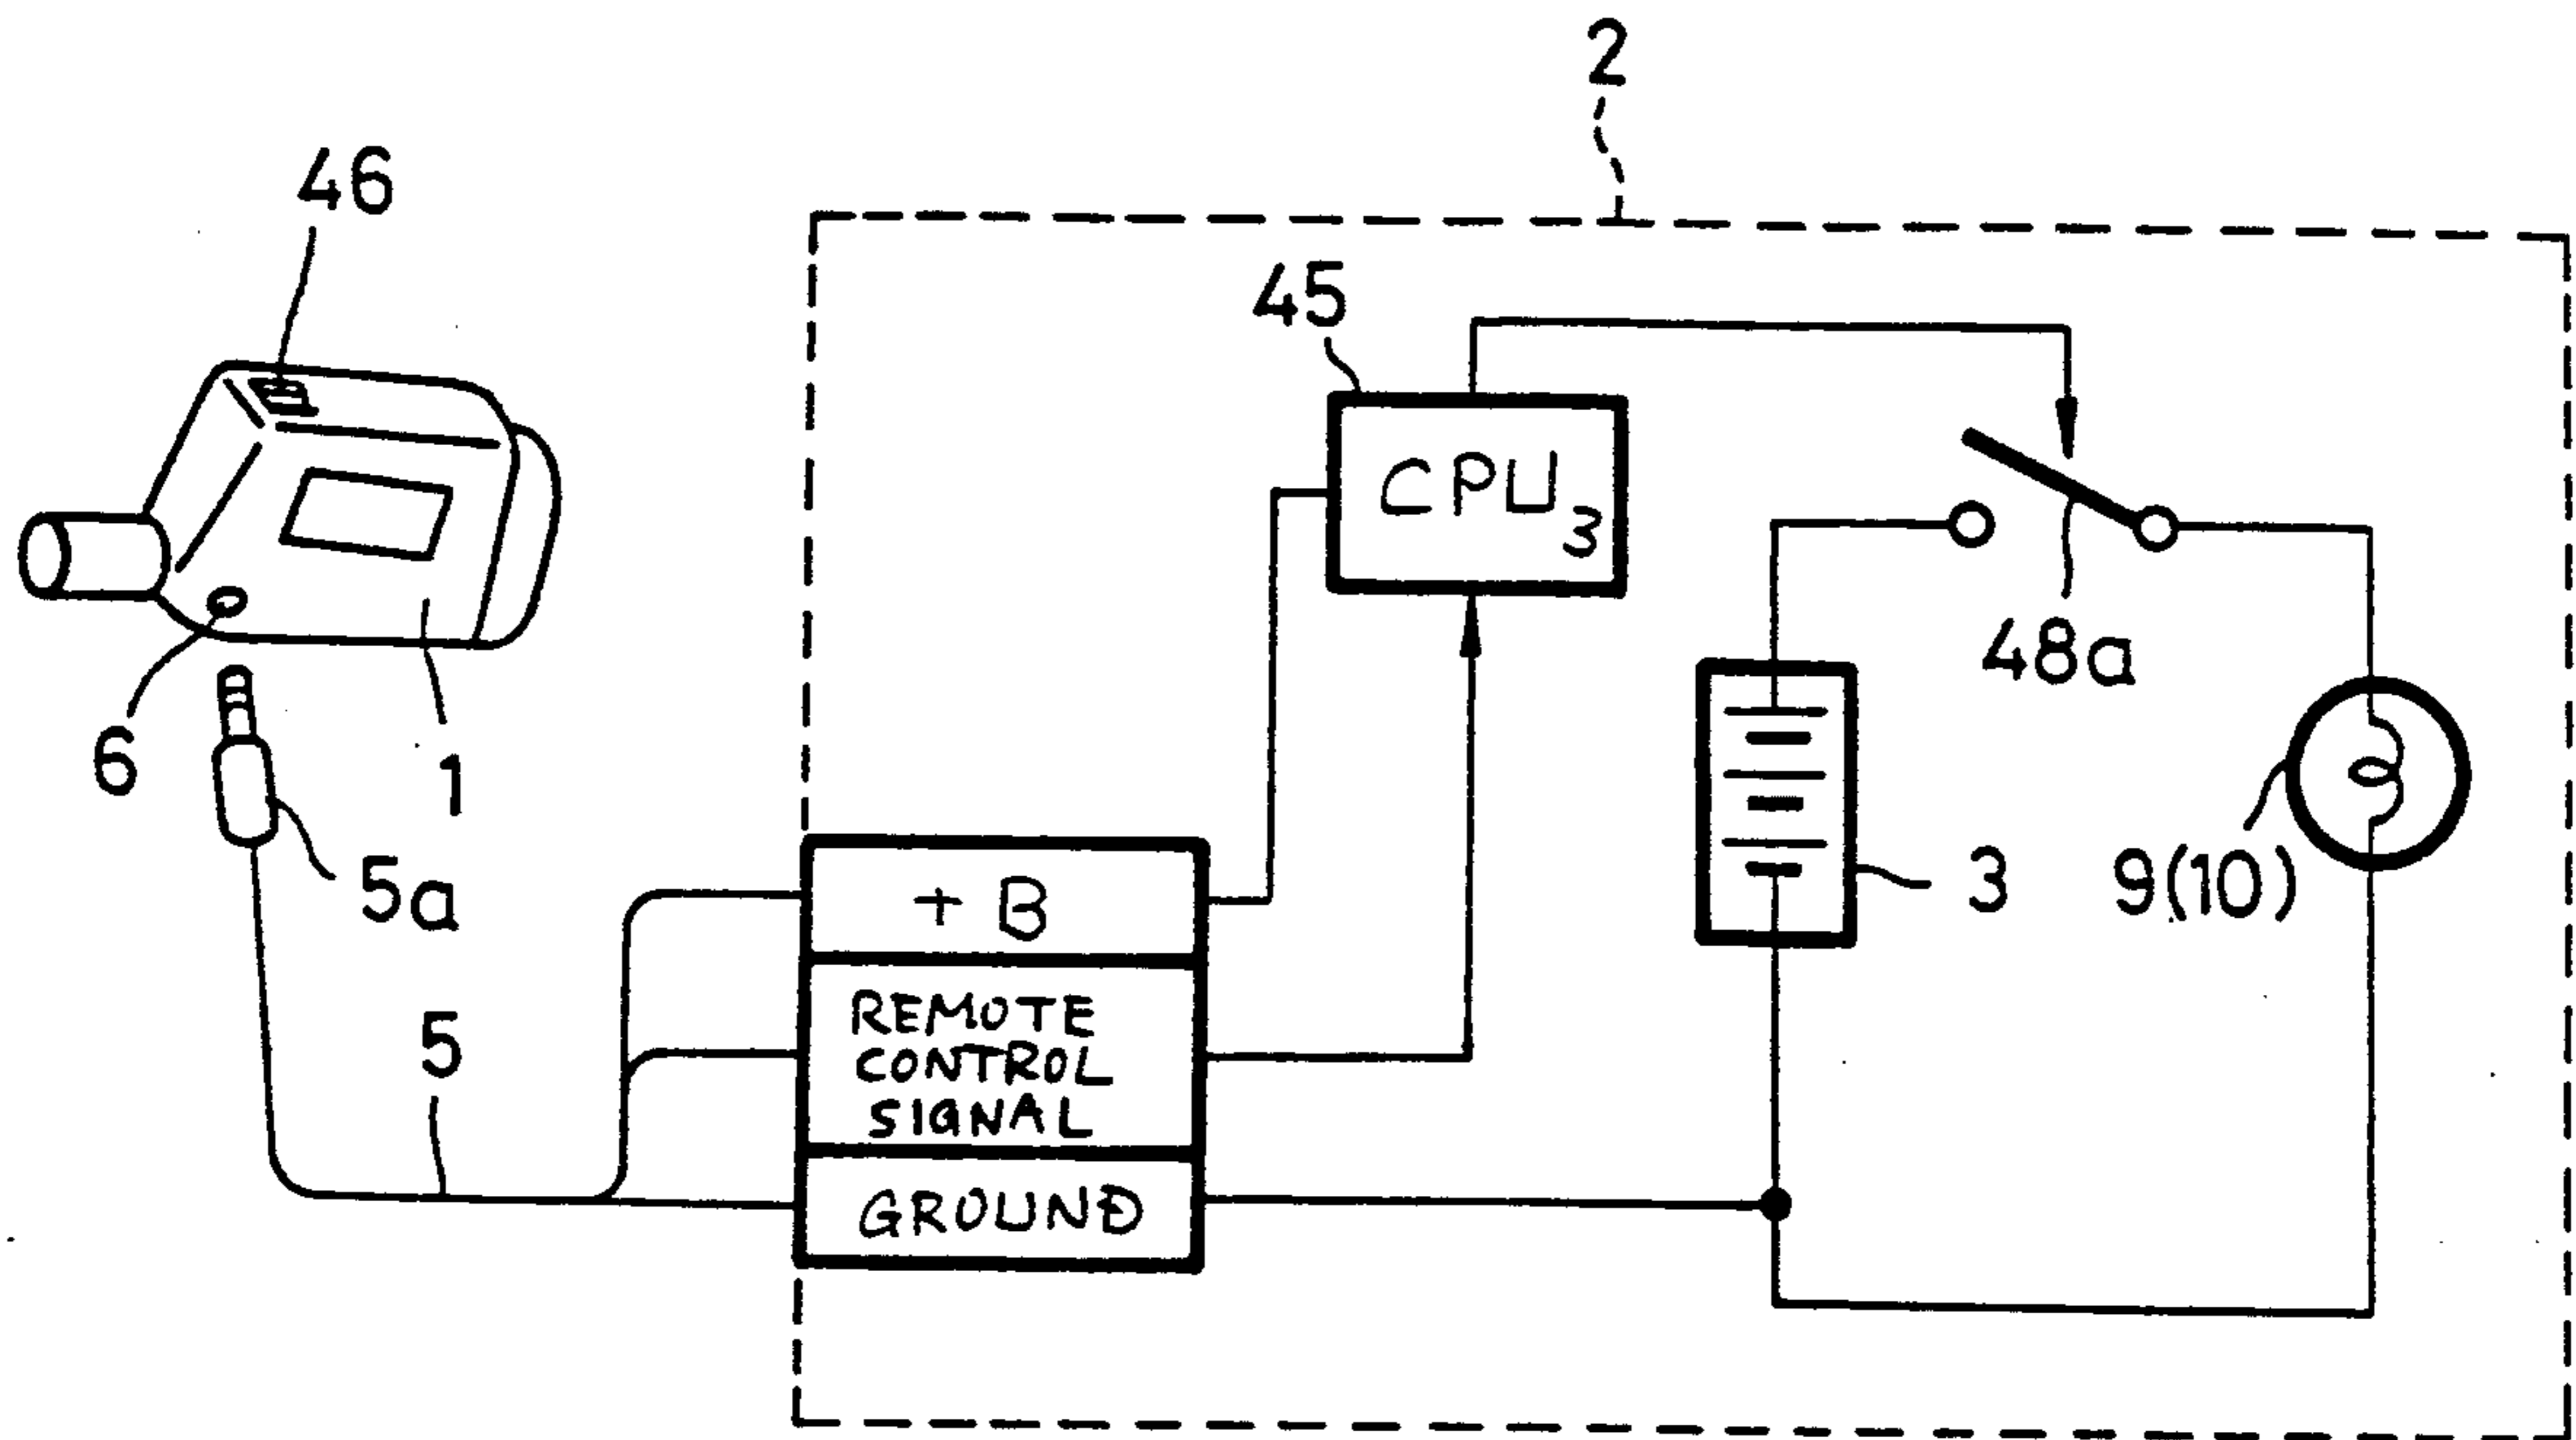 2
46
45
CPU3
48a
6
1
5a
3
9(10)
+B
5
REMOTE
CONTROL
SIGNAL
GROUND